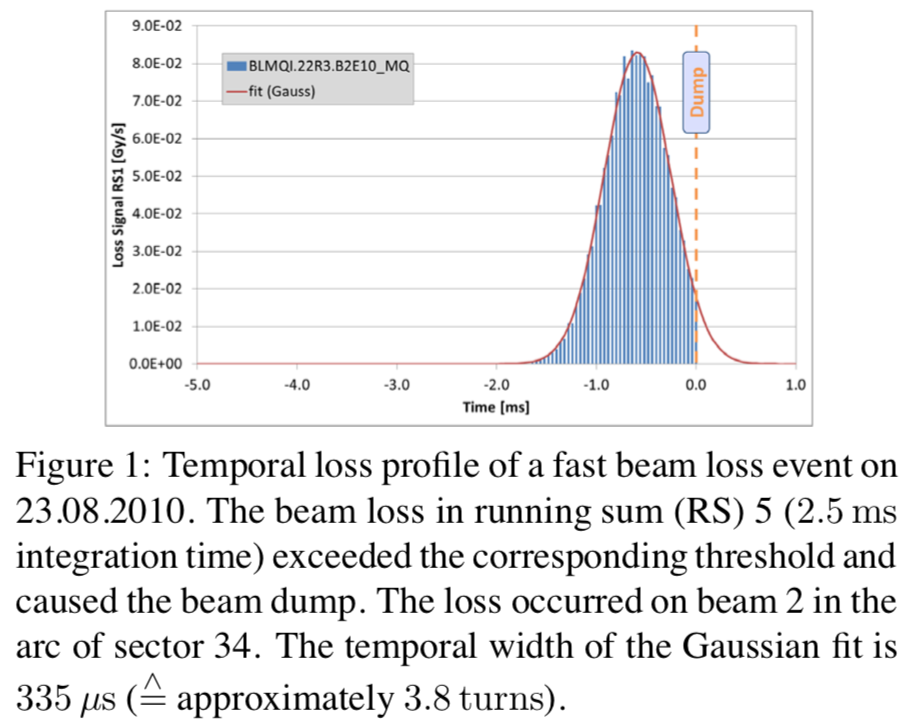 9.0E-02
8.0E-02
7.0E-02
6.0E-02
5.0E-02
4.0E-02
3.0E-02
2.0E-02
1.0E-02
0.0E+00
Loss Signal RS1 [Gy/s]
BLMQI.22R3.B2E10_MQ
fit (Gauss)
Dump
-5.0 -4.0 -3.0 -2.0 -1.0 0.0 1.0
Time [ms]
Figure 1: Temporal loss profile of a fast beam loss event on
23.08.2010. The beam loss in running sum (RS) 5 (2.5 ms
integration time) exceeded the corresponding threshold and
caused the beam dump. The loss occurred on beam 2 in the
arc of sector 34. The temporal width of the Gaussian fit is
335 μs (≙ approximately 3.8 turns).